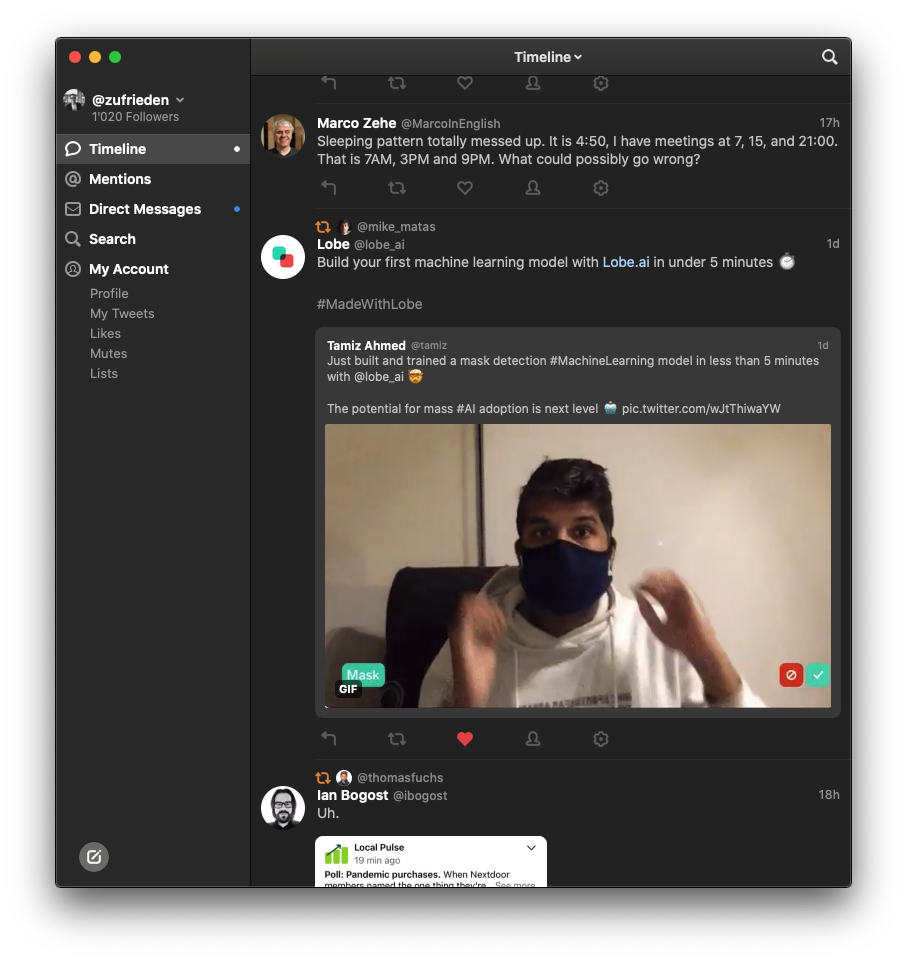 Timeline
@zufrieden
1'020 Followers
Timeline
Mentions
Direct Messages
Search
My Account
Profile
My Tweets
Likes
Mutes
Lists
Marco Zehe @MarcoInEnglish 17h
Sleeping pattern totally messed up. It is 4:50, I have meetings at 7, 15, and 21:00.
That is 7AM, 3PM and 9PM. What could possibly go wrong?
@mike_matas
Lobe @lobe_ai 1d
Build your first machine learning model with Lobe.ai in under 5 minutes ⏱️
#MadeWithLobe
Tamiz Ahmed @tamiz 1d
Just built and trained a mask detection #MachineLearning model in less than 5 minutes
with @lobe_ai 🤯
The potential for mass #AI adoption is next level 🤖 pic.twitter.com/wJtThiwaYW
Mask
GIF
@thomasfuchs
Ian Bogost @ibogost 18h
Uh.
Local Pulse
19 min ago
Poll: Pandemic purchases. When Nextdoor
members named the one thing they're... See more